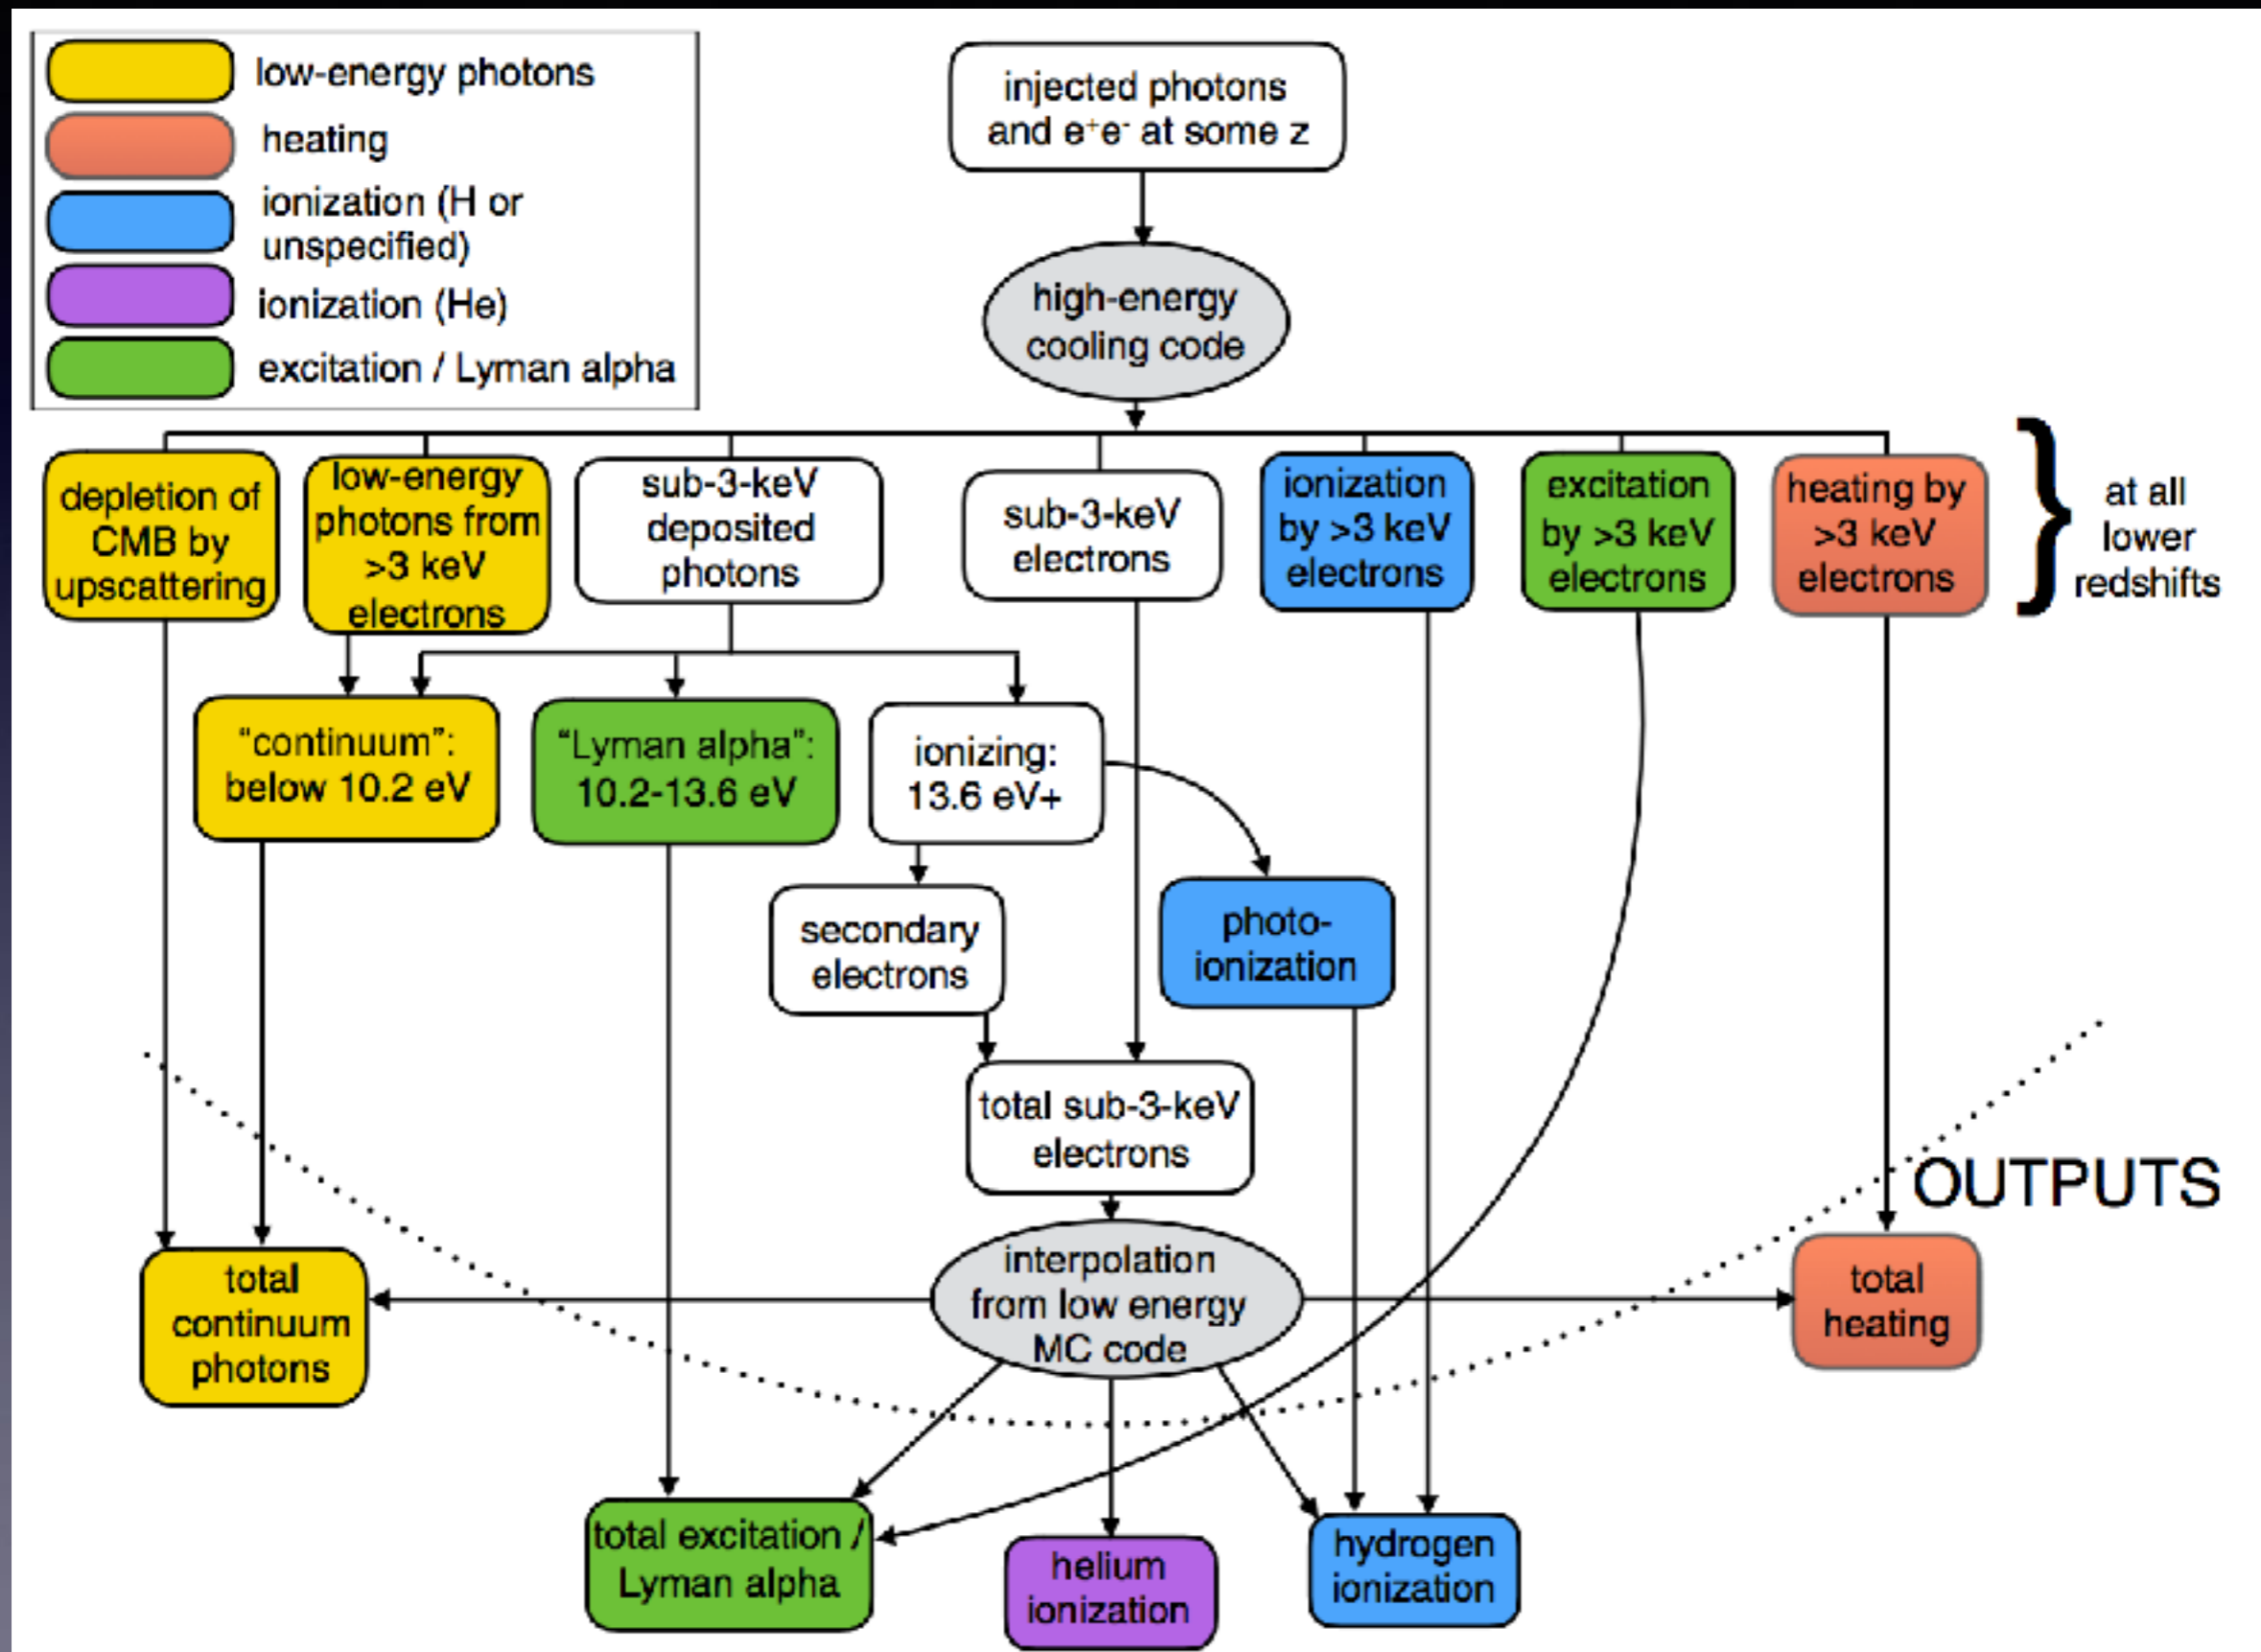 low-energy photons
heating
ionization (H or
unspecified)
ionization (He)
excitation / Lyman alpha
injected photons
and e⁺e⁻ at some z
high-energy
cooling code
depletion of
CMB by
upscattering
low-energy
photons from
>3 keV
electrons
sub-3-keV
deposited
photons
sub-3-keV
electrons
ionization
by >3 keV
electrons
excitation
by >3 keV
electrons
heating by
>3 keV
electrons
}
at all
lower
redshifts
“continuum”:
below 10.2 eV
“Lyman alpha”:
10.2-13.6 eV
ionizing:
13.6 eV+
secondary
electrons
photo-
ionization
total sub-3-keV
electrons
OUTPUTS
interpolation
from low energy
MC code
total
continuum
photons
total
heating
total excitation /
Lyman alpha
helium
ionization
hydrogen
ionization